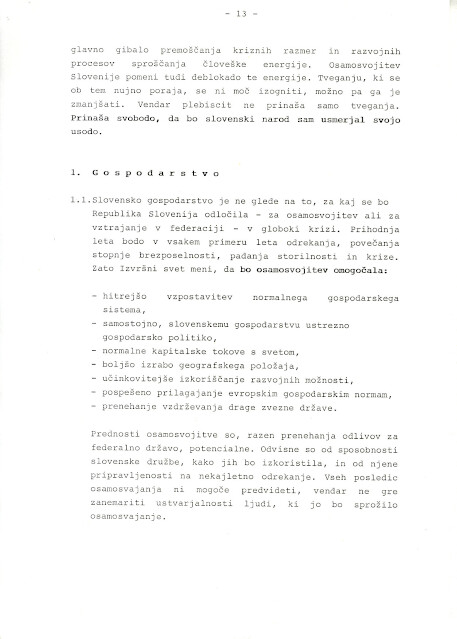 - 13 -
glavno gibalo premoščanja kriznih razmer in razvojnih
procesov sproščanja človeške energije. Osamosvojitev
Slovenije pomeni tudi deblokado te energije. Tveganju, ki se
ob tem nujno poraja, se ni moč izogniti, možno pa ga je
zmanjšati. Vendar plebiscit ne prinaša samo tveganja.
Prinaša svobodo, da bo slovenski narod sam usmerjal svojo
usodo.
1. Gospodarstvo
1.1. Slovensko gospodarstvo je ne glede na to, za kaj se bo
Republika Slovenija odločila - za osamosvojitev ali za
vztrajanje v federaciji - v globoki krizi. Prihodnja
leta bodo v vsakem primeru leta odrekanja, povečanja
stopnje brezposelnosti, padanja storilnosti in krize.
Zato Izvršni svet meni, da bo osamosvojitev omogočala:
- hitrejšo vzpostavitev normalnega gospodarskega
sistema,
- samostojno, slovenskemu gospodarstvu ustrezno
gospodarsko politiko,
- normalne kapitalske tokove s svetom,
- boljšo izrabo geografskega položaja,
- učinkovitejše izkoriščanje razvojnih možnosti,
- pospešeno prilagajanje evropskim gospodarskim normam,
- prenehanje vzdrževanja drage zvezne države.
Prednosti osamosvojitve so, razen prenehanja odlivov za
federalno državo, potencialne. Odvisne so od sposobnosti
slovenske družbe, kako jih bo izkoristila, in od njene
pripravljenosti na nekajletno odrekanje. Vseh posledic
osamosvajanja ni mogoče predvideti, vendar ne gre
zanemariti ustvarjalnosti ljudi, ki jo bo sprožilo
osamosvajanje.